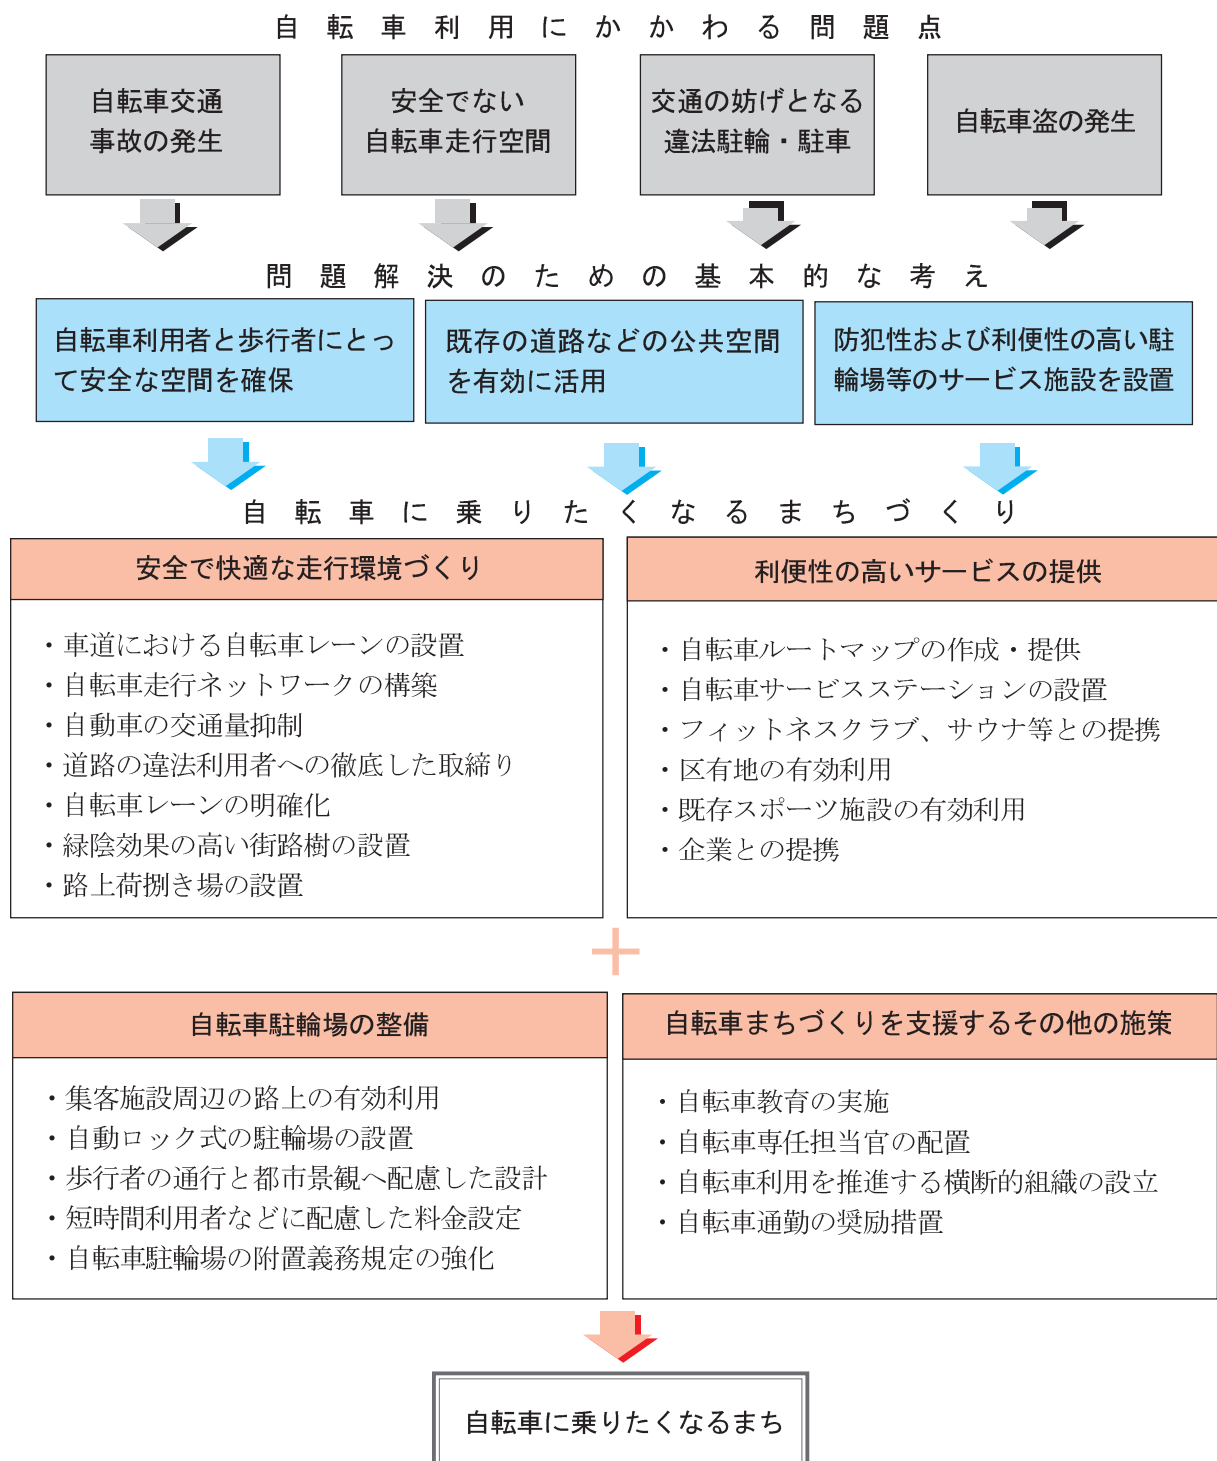 自転車利用にかかわる問題点
自転車交通
事故の発生
安全でない
自転車走行空間
交通の妨げとなる
違法駐輪・駐車
自転車盗の発生
問題解決のための基本的な考え
自転車利用者と歩行者にとっ
て安全な空間を確保
既存の道路などの公共空間
を有効に活用
防犯性および利便性の高い駐
輪場等のサービス施設を設置
自転車に乗りたくなるまちづくり
安全で快適な走行環境づくり
・車道における自転車レーンの設置
・自転車走行ネットワークの構築
・自動車の交通量抑制
・道路の違法利用者への徹底した取締り
・自転車レーンの明確化
・緑陰効果の高い街路樹の設置
・路上荷捌き場の設置
利便性の高いサービスの提供
・自転車ルートマップの作成・提供
・自転車サービスステーションの設置
・フィットネスクラブ、サウナ等との提携
・区有地の有効利用
・既存スポーツ施設の有効利用
・企業との提携
＋
自転車駐輪場の整備
・集客施設周辺の路上の有効利用
・自動ロック式の駐輪場の設置
・歩行者の通行と都市景観へ配慮した設計
・短時間利用者などに配慮した料金設定
・自転車駐輪場の附置義務規定の強化
自転車まちづくりを支援するその他の施策
・自転車教育の実施
・自転車専任担当官の配置
・自転車利用を推進する横断的組織の設立
・自転車通勤の奨励措置
自転車に乗りたくなるまち